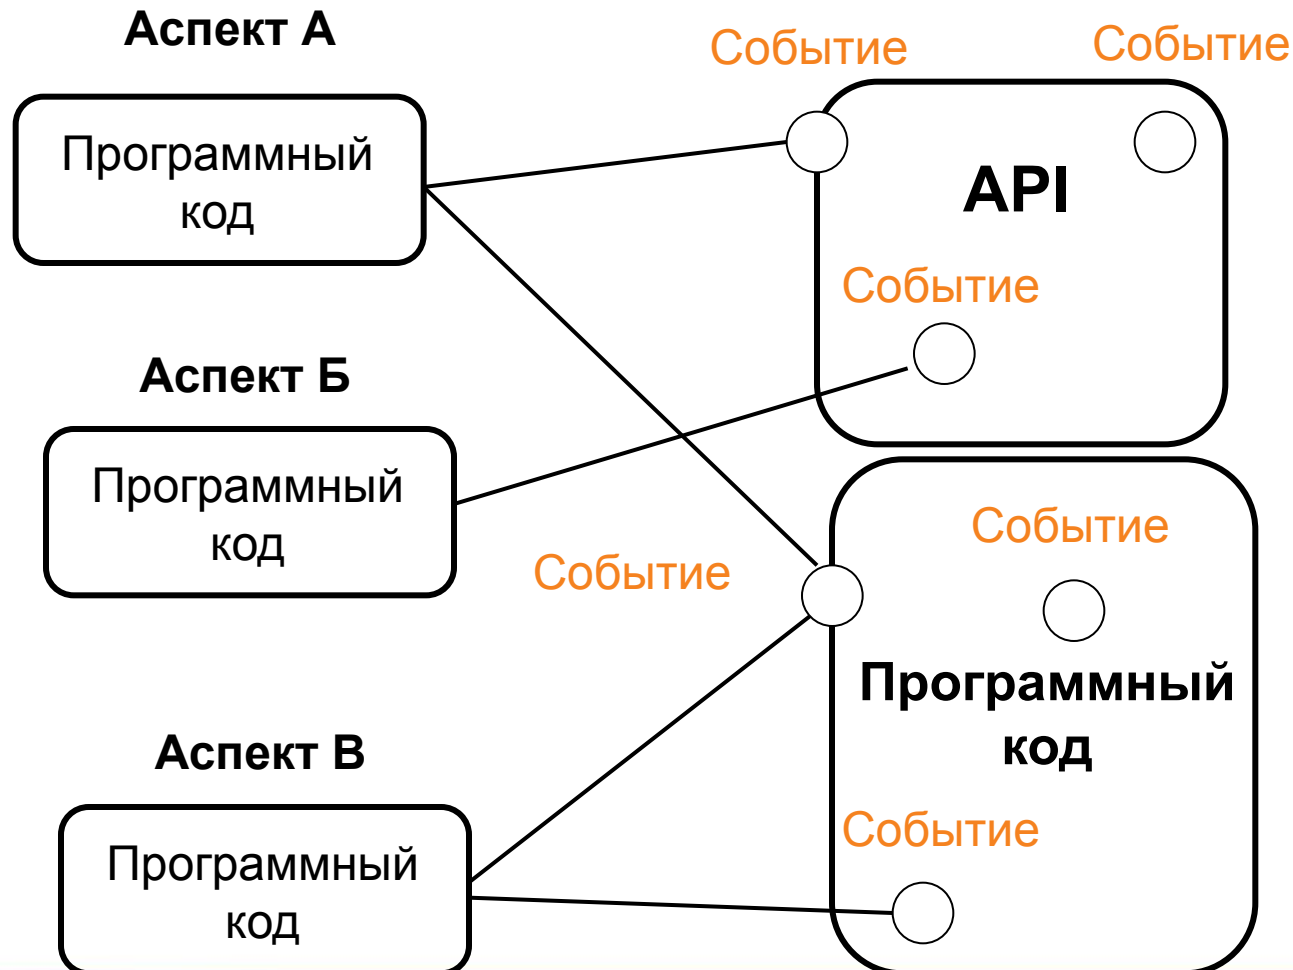 Аспект А
Событие
Событие
Программный
код
API
Событие
Аспект Б
Программный
код
Событие
Событие
Программный
код
Аспект В
Событие
Программный
код